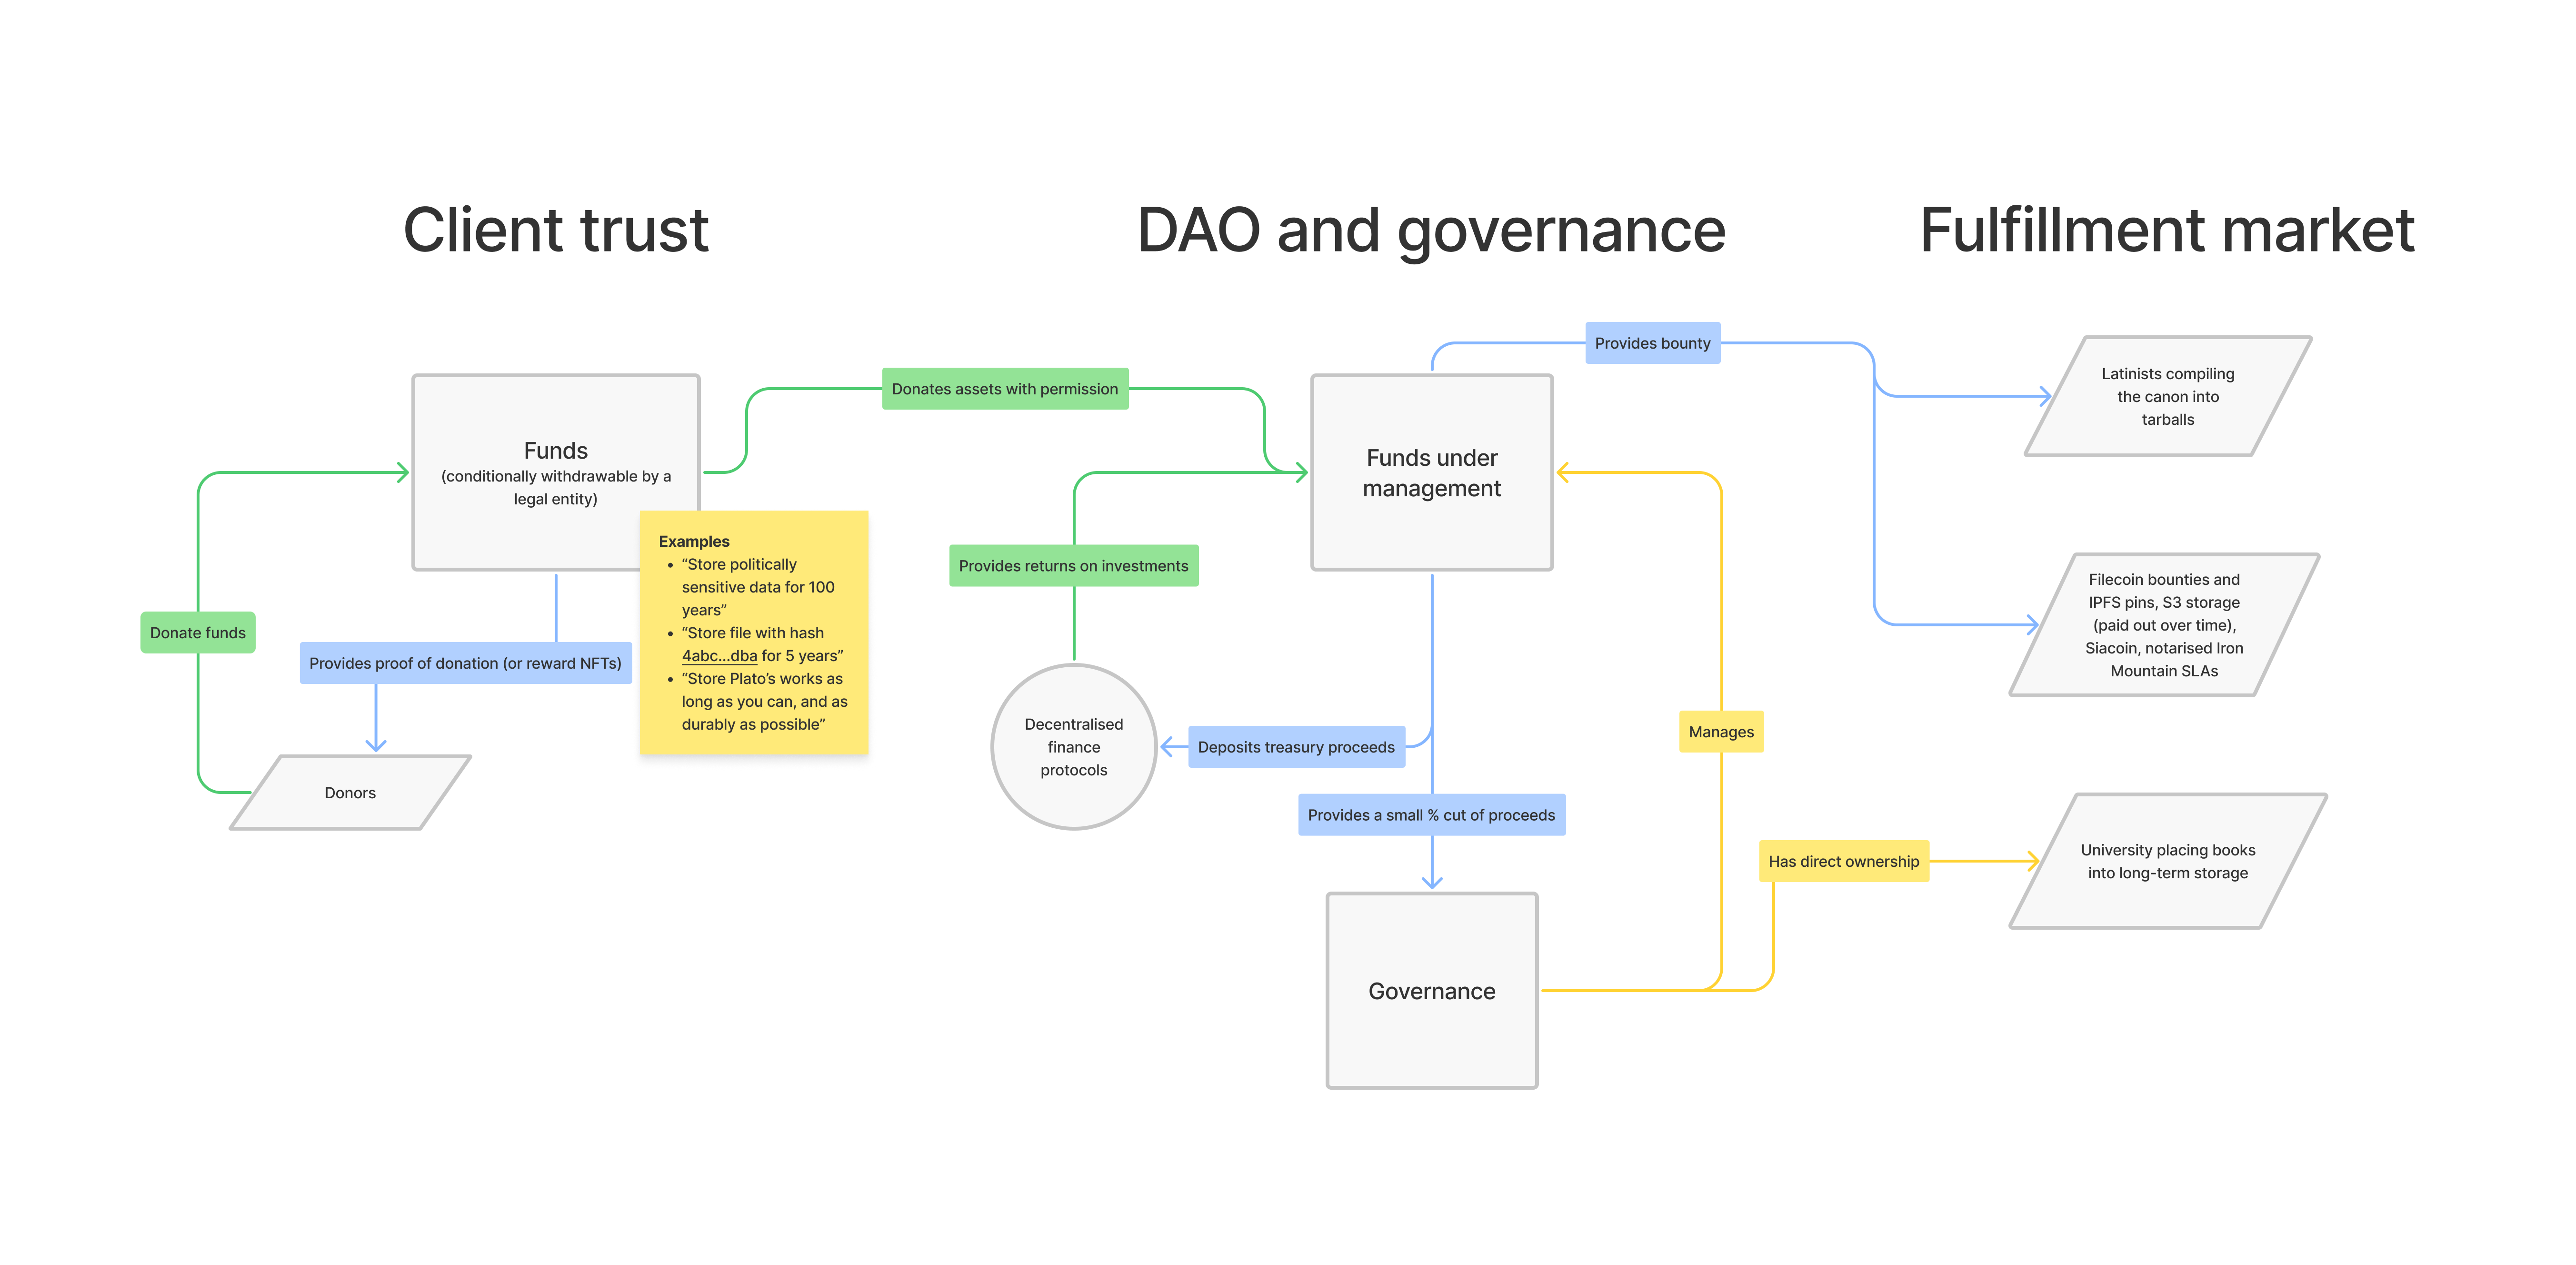 Client trust
DAO and governance
Fulfillment market
Funds
(conditionally withdrawable by a
legal entity)
Donate funds
Provides proof of donation (or reward NFTs)
Donors
Examples
• “Store politically
sensitive data for 100
years”
• “Store file with hash
4abc...dba for 5 years”
• “Store Plato’s works as
long as you can, and as
durably as possible”
Donates assets with permission
Provides returns on investments
Decentralised
finance
protocols
Funds under
management
Deposits treasury proceeds
Provides a small % cut of proceeds
Governance
Provides bounty
Manages
Has direct ownership
Latinists compiling
the canon into
tarballs
Filecoin bounties and
IPFS pins, S3 storage
(paid out over time),
Siacoin, notarised Iron
Mountain SLAs
University placing books
into long-term storage